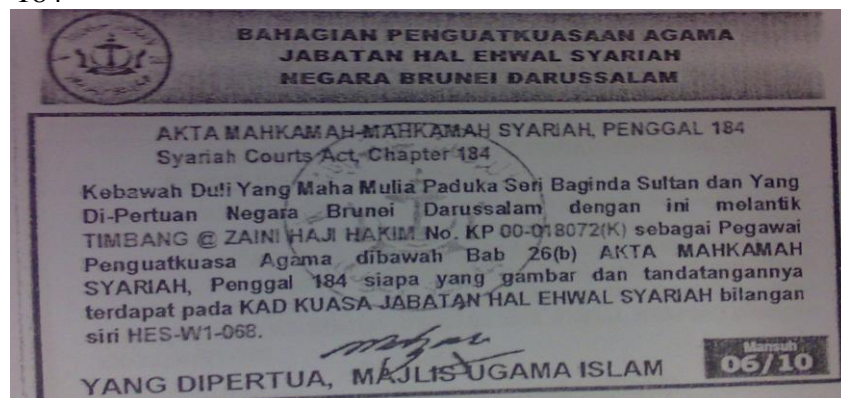 184
BAHAGIAN PENGUATKUASAAN AGAMA
JABATAN HAL EHWAL SYARIAH
NEGARA BRUNEI DARUSSALAM
AKTA MAHKAMAH-MAHKAMAH SYARIAH, PENGGAL 184
Syariah Courts Act, Chapter 184
Kebawah Duli Yang Maha Mulia Paduka Seri Baginda Sultan dan Yang
Di-Pertuan Negara Brunei Darussalam dengan ini melantik
TIMBANG @ ZAINI HAJI HAKIM No. KP 00-018072(K) sebagai Pegawai
Penguatkuasa Agama dibawah Bab 26(b) AKTA MAHKAMAH
SYARIAH, Penggal 184 siapa yang gambar dan tandatangannya
terdapat pada KAD KUASA JABATAN HAL EHWAL SYARIAH bilangan
siri HES-W1-068.
YANG DIPERTUA, MAJLIS UGAMA ISLAM
Mansuh
06/10